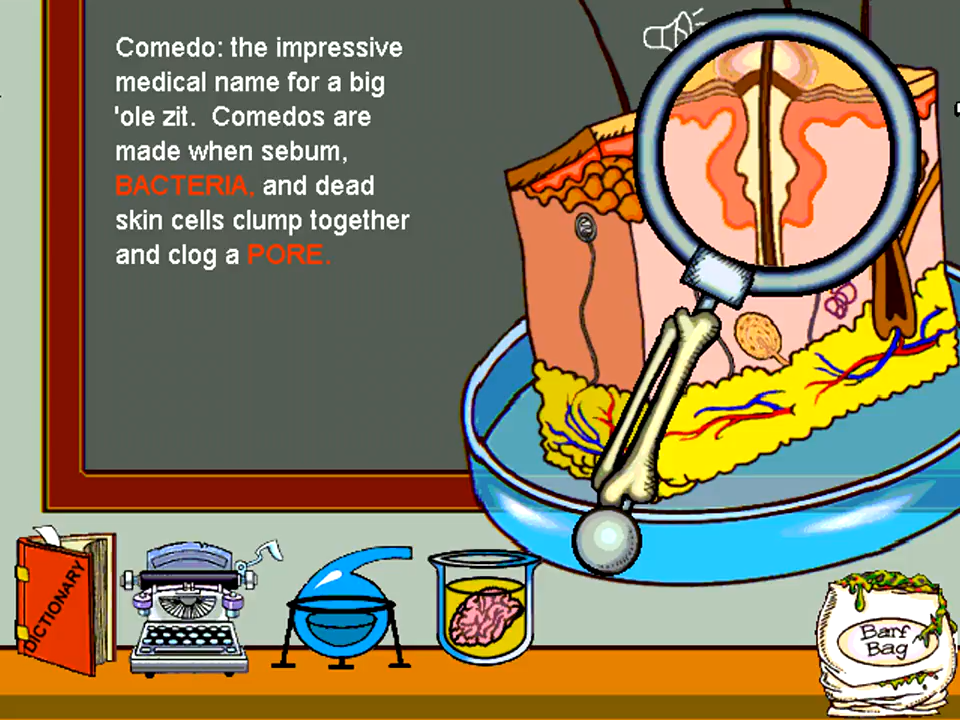 Comedo: the impressive
medical name for a big
'ole zit.  Comedos are
made when sebum,
BACTERIA, and dead
skin cells clump together
and clog a PORE.
DICTIONARY
Barf
Bag